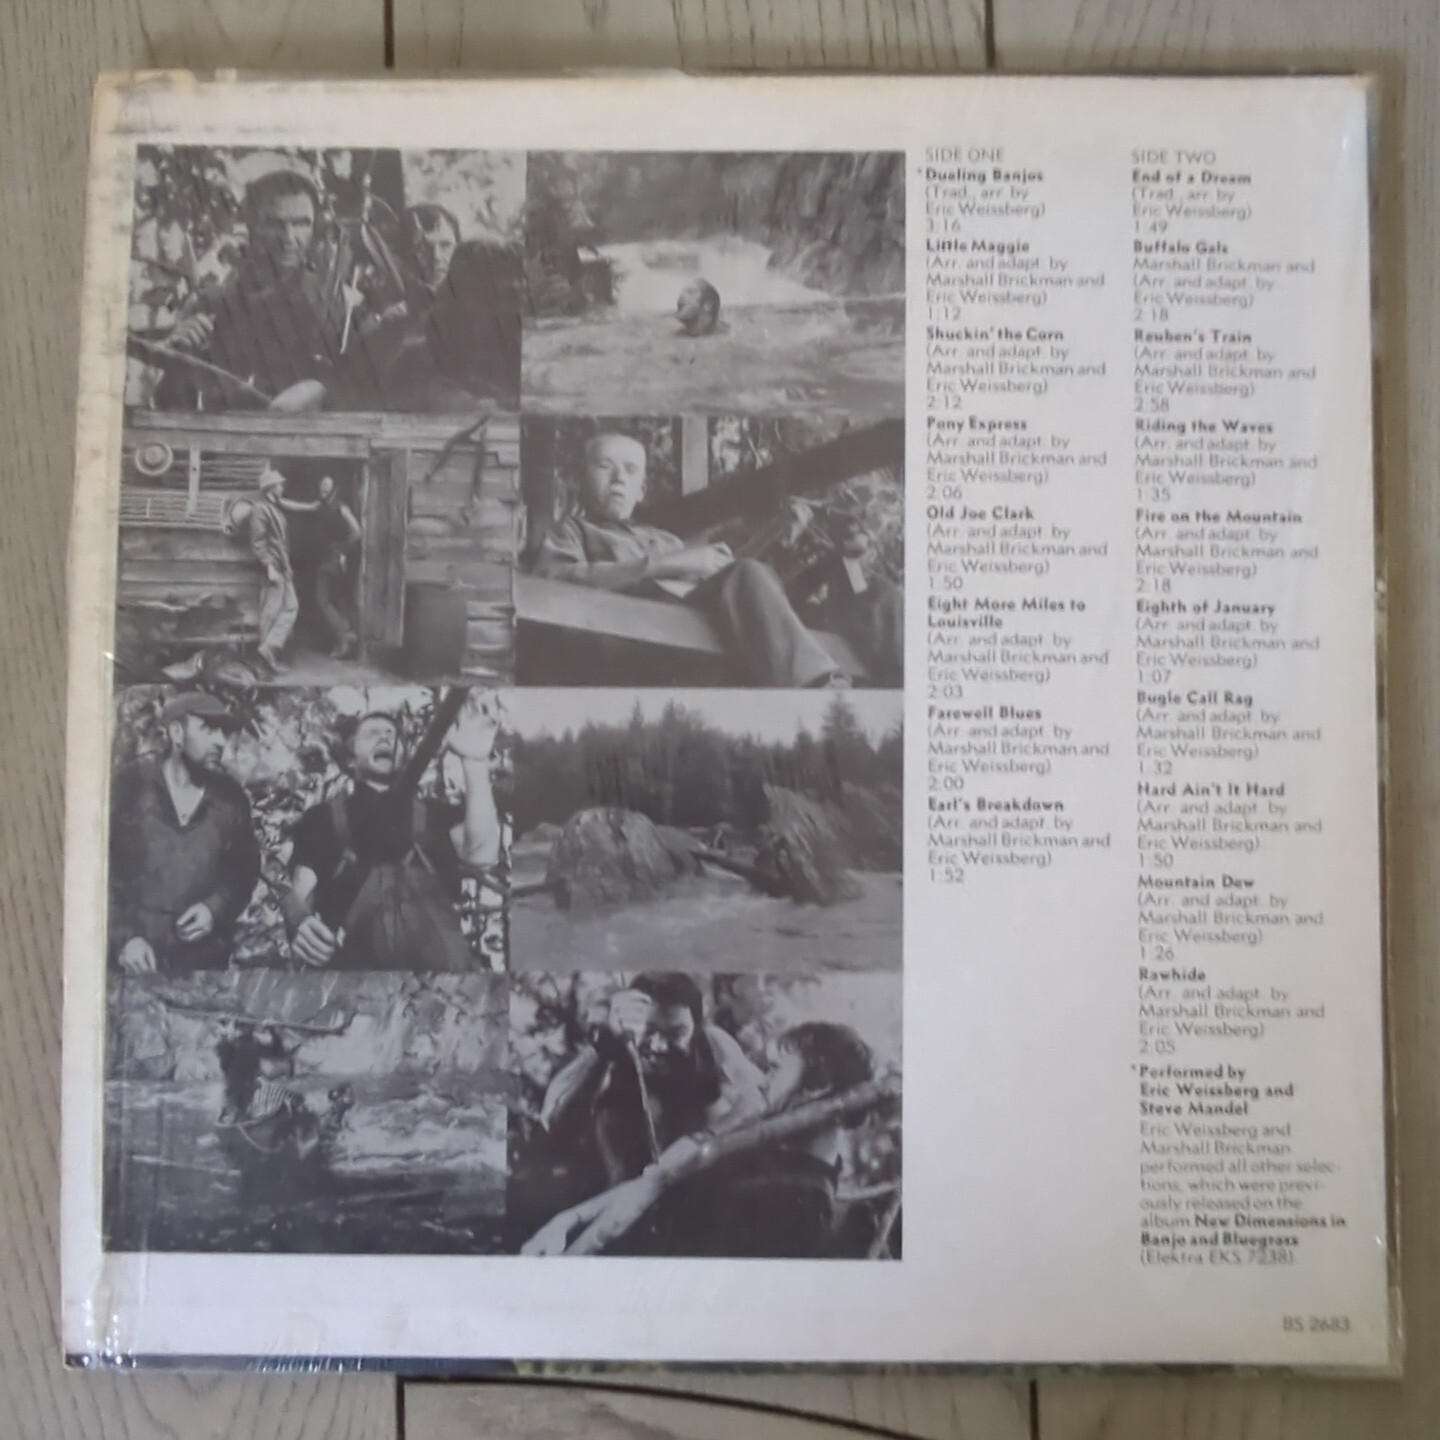 SIDE ONE
*Dueling Banjos
(Trad., arr. by
Eric Weissberg)
3:16
Little Maggie
(Arr. and adapt. by
Marshall Brickman and
Eric Weissberg)
1:12
Shuckin' the Corn
(Arr. and adapt. by
Marshall Brickman and
Eric Weissberg)
2:12
Pony Express
(Arr. and adapt. by
Marshall Brickman and
Eric Weissberg)
2:06
Old Joe Clark
(Arr. and adapt. by
Marshall Brickman and
Eric Weissberg)
1:50
Eight More Miles to
Louisville
(Arr. and adapt. by
Marshall Brickman and
Eric Weissberg)
2:03
Farewell Blues
(Arr. and adapt. by
Marshall Brickman and
Eric Weissberg)
2:00
Earl's Breakdown
(Arr. and adapt. by
Marshall Brickman and
Eric Weissberg)
1:52
SIDE TWO
End of a Dream
(Trad., arr. by
Eric Weissberg)
1:49
Buffalo Gals
Marshall Brickman and
(Arr. and adapt. by
Eric Weissberg)
2:18
Reuben's Train
(Arr. and adapt. by
Marshall Brickman and
Eric Weissberg)
2:58
Riding the Waves
(Arr. and adapt. by
Marshall Brickman and
Eric Weissberg)
1:35
Fire on the Mountain
(Arr. and adapt. by
Marshall Brickman and
Eric Weissberg)
2:18
Eighth of January
(Arr. and adapt. by
Marshall Brickman and
Eric Weissberg)
1:07
Bugle Call Rag
(Arr. and adapt. by
Marshall Brickman and
Eric Weissberg)
1:32
Hard Ain't It Hard
(Arr. and adapt. by
Marshall Brickman and
Eric Weissberg)
1:50
Mountain Dew
(Arr. and adapt. by
Marshall Brickman and
Eric Weissberg)
1:26
Rawhide
(Arr. and adapt. by
Marshall Brickman and
Eric Weissberg)
2:05
*Performed by
Eric Weissberg and
Steve Mandel
Eric Weissberg and
Marshall Brickman
performed all other selec-
tions, which were previ-
ously released on the
album New Dimensions in
Banjo and Bluegrass
(Elektra EKS 7238).
BS 2683